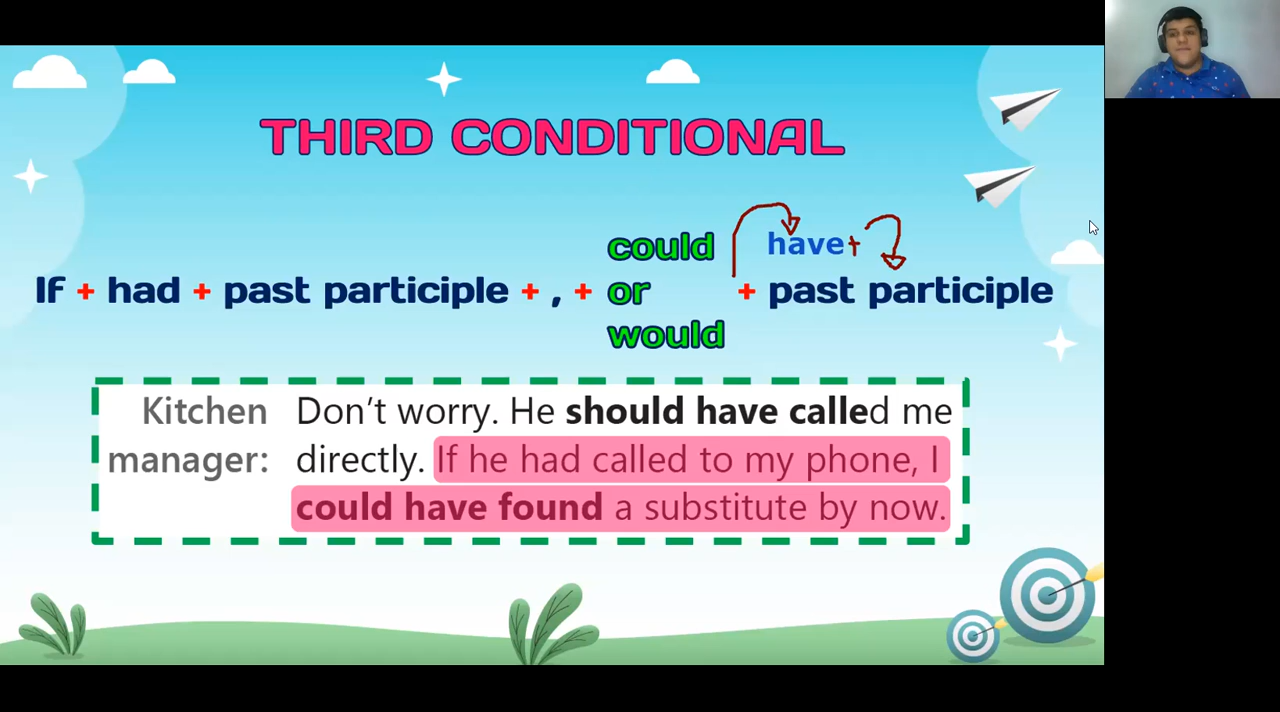 THIRD CONDITIONAL
could have+
If + had + past participle + , + or + past participle
would
Kitchen Don't worry. He should have called me
manager: directly. If he had called to my phone, I
could have found a substitute by now.